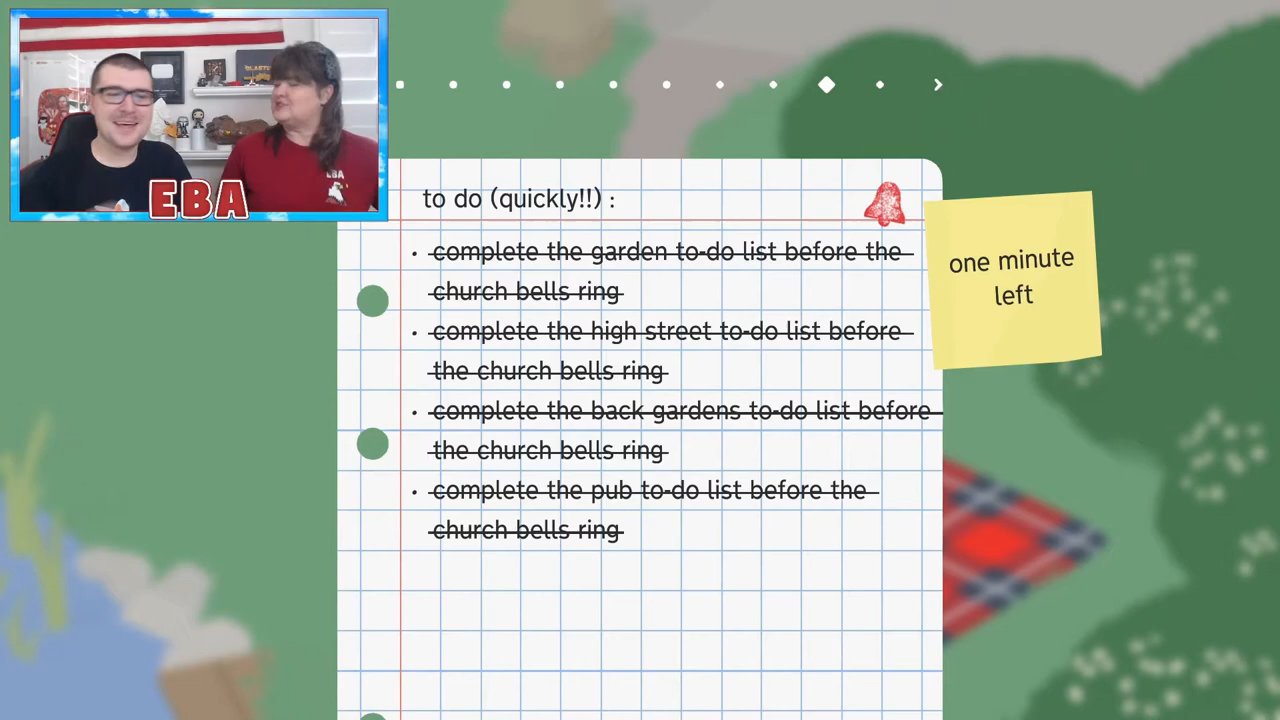 EBA
EBA
to do (quickly!!) :
• complete the garden to-do list before the
church bells ring
• complete the high street to-do list before
the church bells ring
• complete the back gardens to-do list before
the church bells ring
• complete the pub to-do list before the
church bells ring
one minute
left